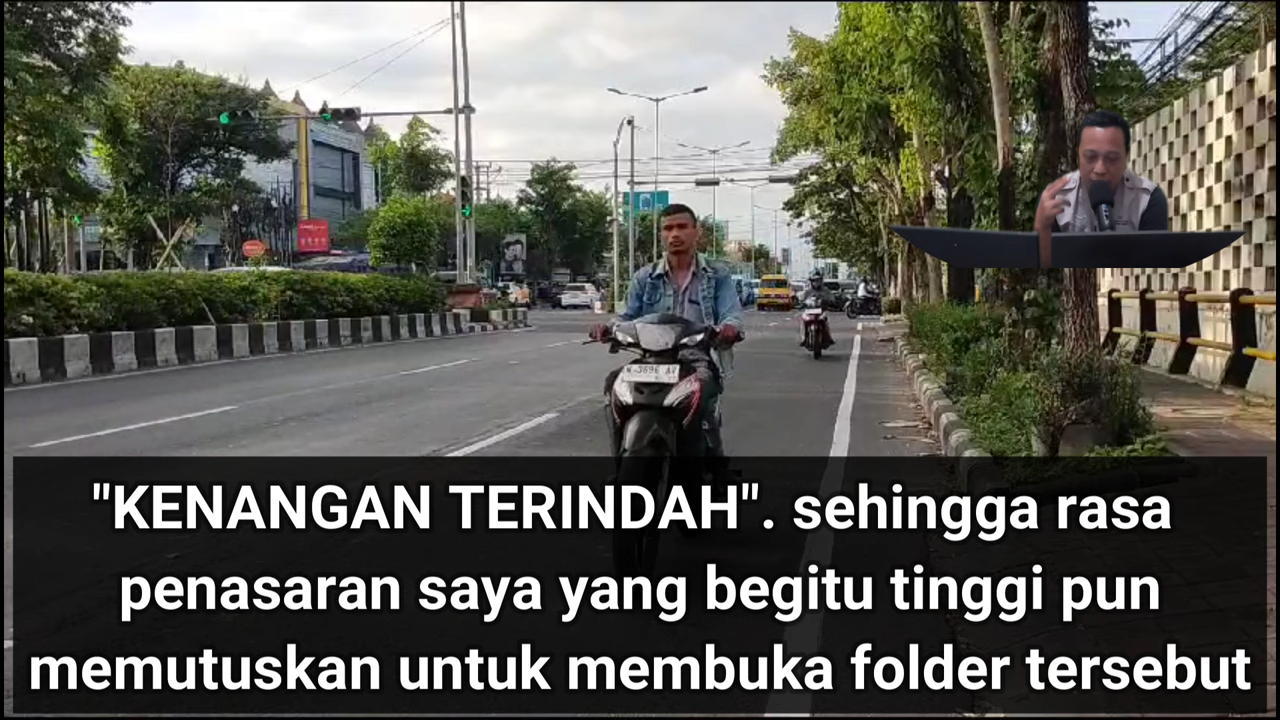 "KENANGAN TERINDAH". sehingga rasa
penasaran saya yang begitu tinggi pun
memutuskan untuk membuka folder tersebut